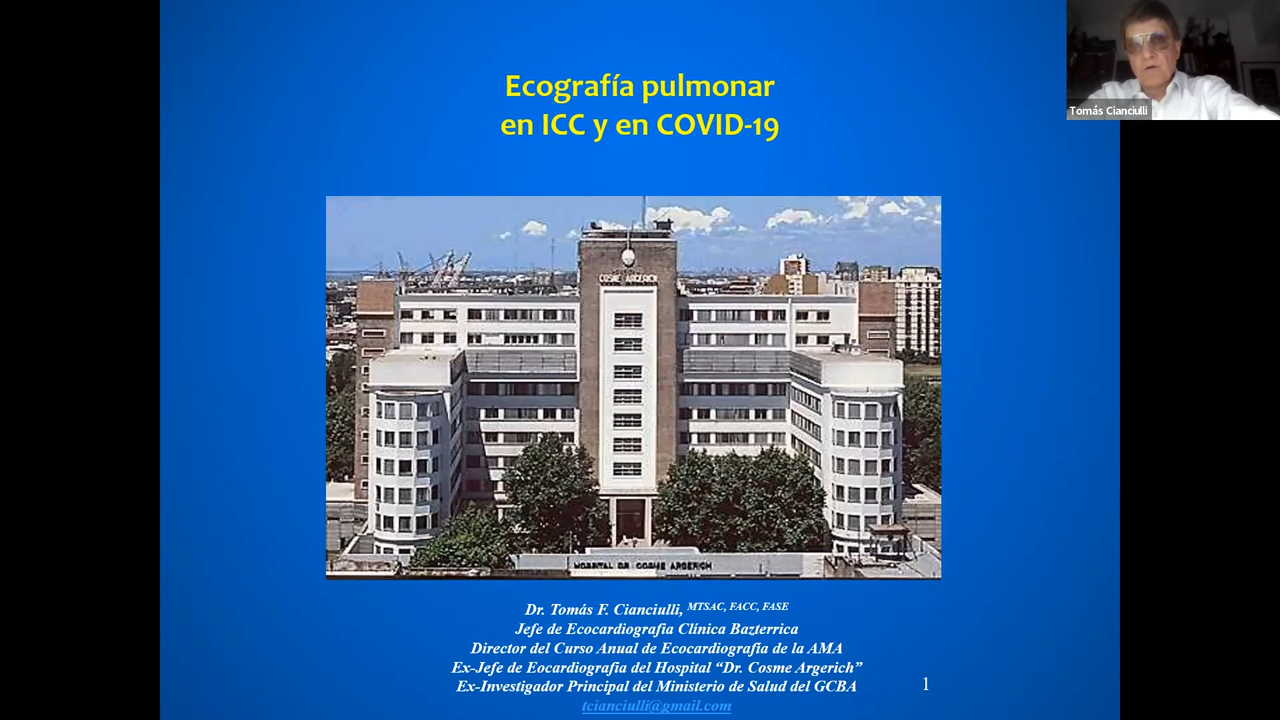 Ecografía pulmonar
en ICC y en COVID-19
Tomás Cianciulli
COSME ARGERICH
HOSPITAL DR COSME ARGERICH
Dr. Tomás F. Cianciulli, MTSAC, FACC, FASE
Jefe de Ecocardiografia Clínica Bazterrica
Director del Curso Anual de Ecocardiografía de la AMA
Ex-Jefe de Eocardiografia del Hospital “Dr. Cosme Argerich”
Ex-Investigador Principal del Ministerio de Salud del GCBA
tcianciulli@gmail.com
1